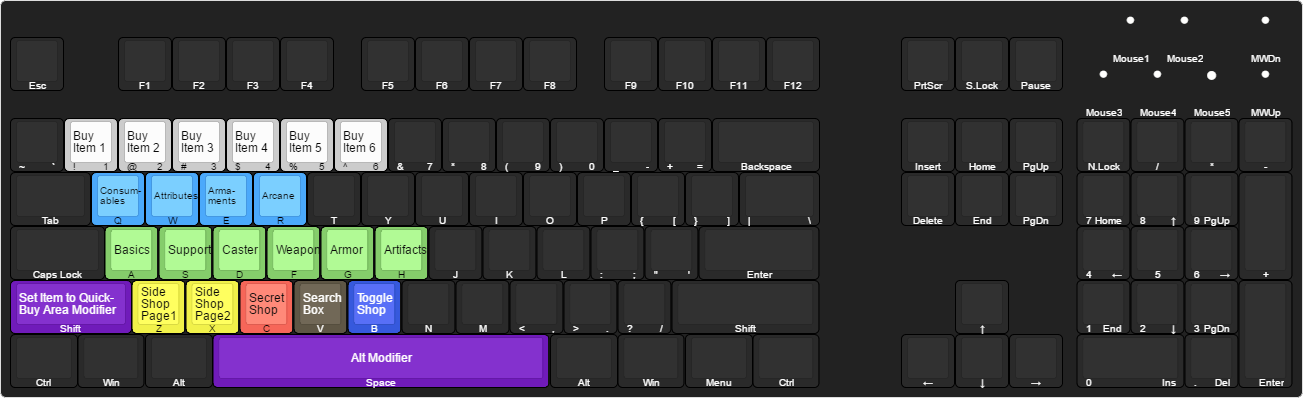 Mouse1 Mouse2 MWDn
Esc F1 F2 F3 F4 F5 F6 F7 F8 F9 F10 F11 F12 PrtScr S.Lock Pause
Mouse3 Mouse4 Mouse5 MWUp
Buy Buy Buy Buy Buy Buy
Item 1 Item 2 Item 3 Item 4 Item 5 Item 6
~ ` ! 1 @ 2 # 3 $ 4 % 5 ^ 6 & 7 * 8 ( 9 ) 0 _ - + = Backspace Insert Home PgUp N.Lock / * -
Consum- Attributes Arma- Arcane
ables ments
Tab Q W E R T Y U I O P { [ } ] | \ Delete End PgDn 7 Home 8 ↑ 9 PgUp
Basics Support Caster Weapon Armor Artifacts
Caps Lock A S D F G H J K L : ; " ' Enter 4 ← 5 6 → +
Set Item to Quick- Side Side Secret Search Toggle
Buy Area Modifier Shop Shop Shop Box Shop
Page1 Page2
Shift Z X C V B N M < , > . ? / Shift ↑ 1 End 2 ↓ 3 PgDn
Alt Modifier
Ctrl Win Alt Space Alt Win Menu Ctrl ← ↓ → 0 Ins . Del Enter